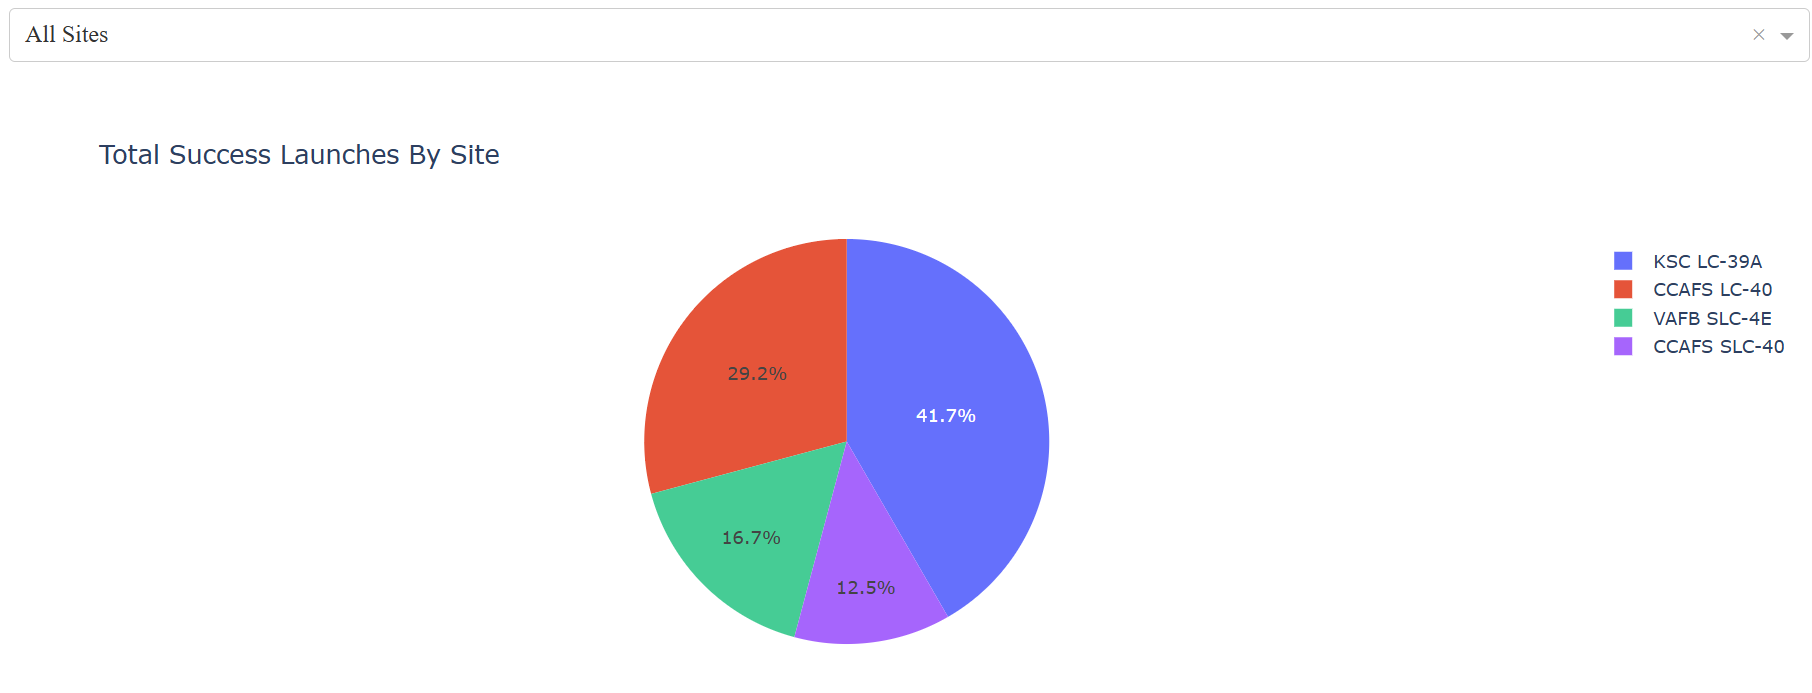 All Sites
Total Success Launches By Site
KSC LC-39A
CCAFS LC-40
VAFB SLC-4E
CCAFS SLC-40
29.2%
41.7%
16.7%
12.5%